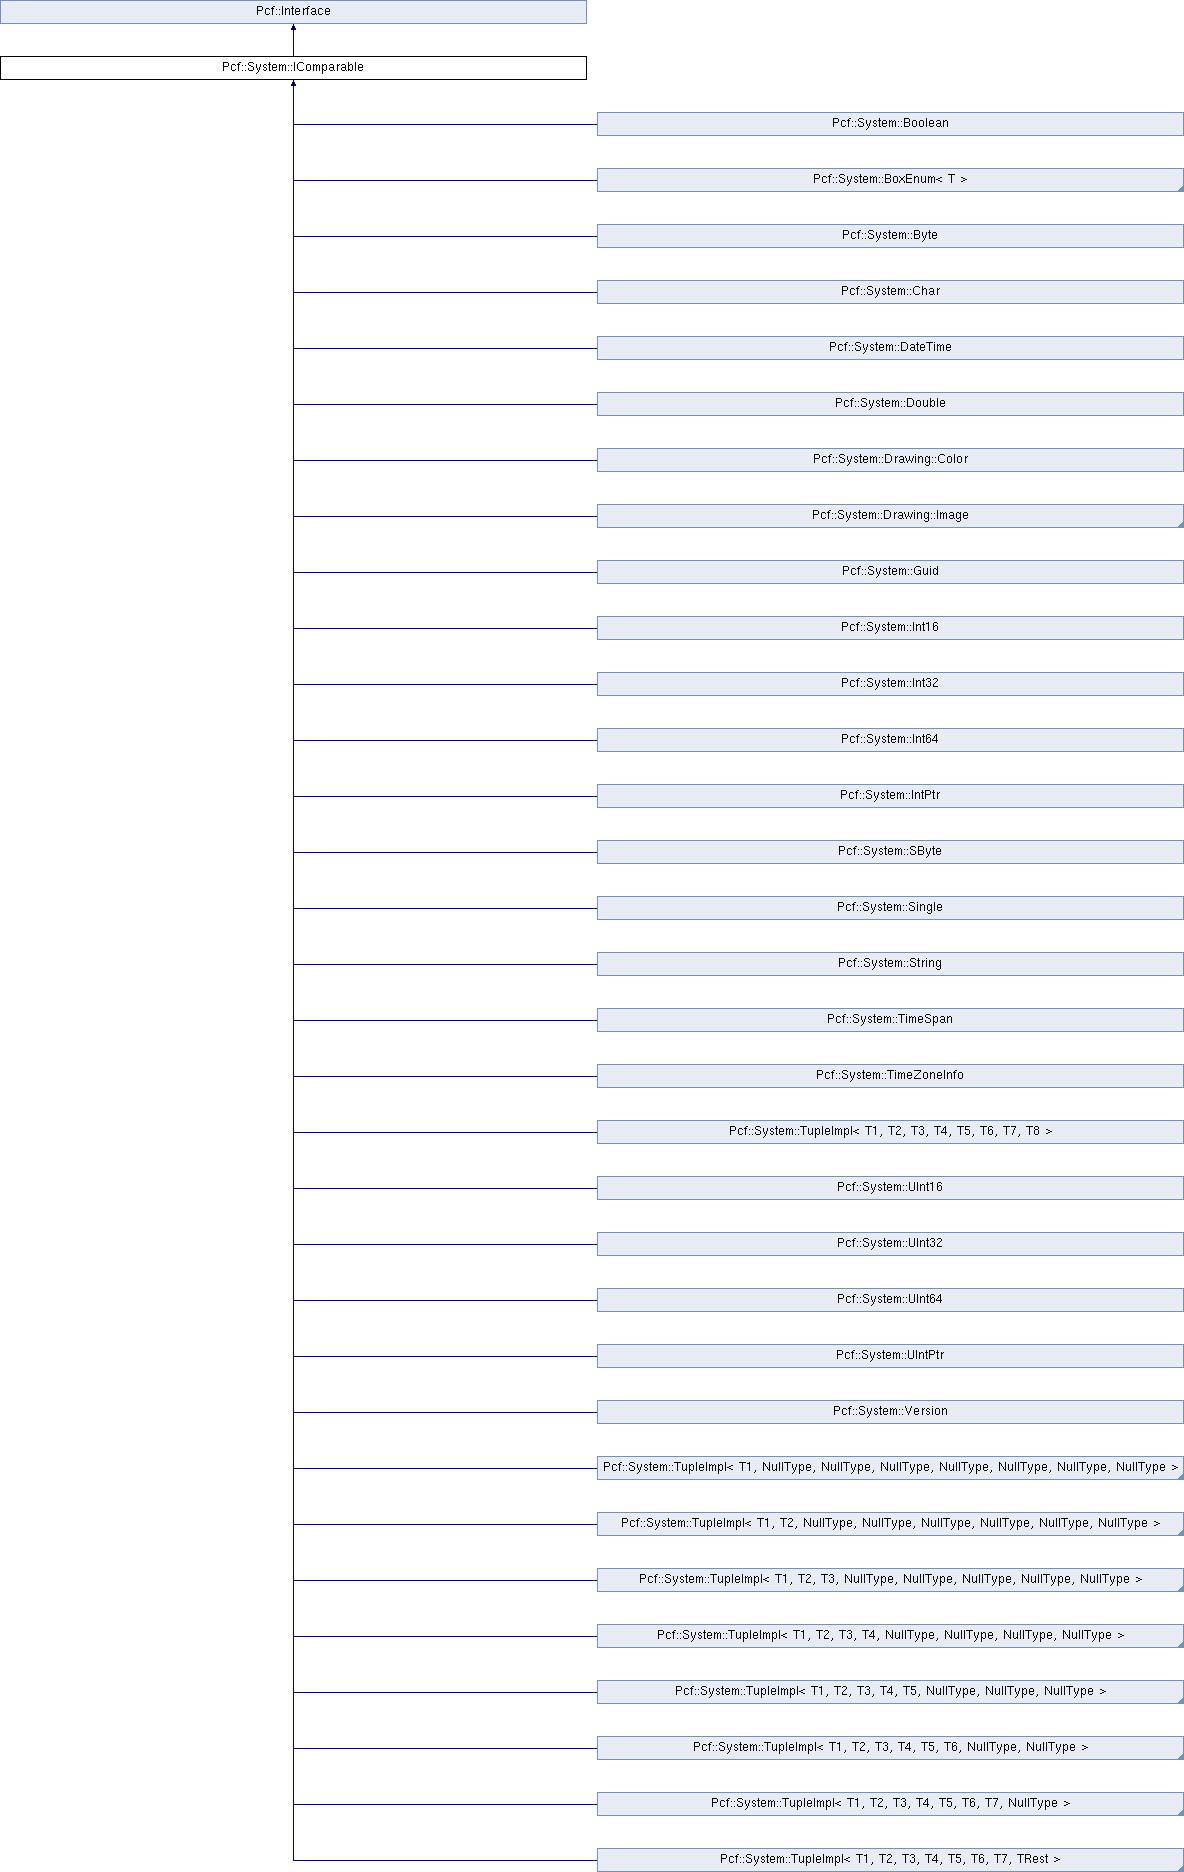 Pcf::Interface
Pcf::System::IComparable
Pcf::System::Boolean
Pcf::System::BoxEnum< T >
Pcf::System::Byte
Pcf::System::Char
Pcf::System::DateTime
Pcf::System::Double
Pcf::System::Drawing::Color
Pcf::System::Drawing::Image
Pcf::System::Guid
Pcf::System::Int16
Pcf::System::Int32
Pcf::System::Int64
Pcf::System::IntPtr
Pcf::System::SByte
Pcf::System::Single
Pcf::System::String
Pcf::System::TimeSpan
Pcf::System::TimeZoneInfo
Pcf::System::TupleImpl< T1, T2, T3, T4, T5, T6, T7, T8 >
Pcf::System::UInt16
Pcf::System::UInt32
Pcf::System::UInt64
Pcf::System::UIntPtr
Pcf::System::Version
Pcf::System::TupleImpl< T1, NullType, NullType, NullType, NullType, NullType, NullType, NullType >
Pcf::System::TupleImpl< T1, T2, NullType, NullType, NullType, NullType, NullType, NullType >
Pcf::System::TupleImpl< T1, T2, T3, NullType, NullType, NullType, NullType, NullType >
Pcf::System::TupleImpl< T1, T2, T3, T4, NullType, NullType, NullType, NullType >
Pcf::System::TupleImpl< T1, T2, T3, T4, T5, NullType, NullType, NullType >
Pcf::System::TupleImpl< T1, T2, T3, T4, T5, T6, NullType, NullType >
Pcf::System::TupleImpl< T1, T2, T3, T4, T5, T6, T7, NullType >
Pcf::System::TupleImpl< T1, T2, T3, T4, T5, T6, T7, TRest >